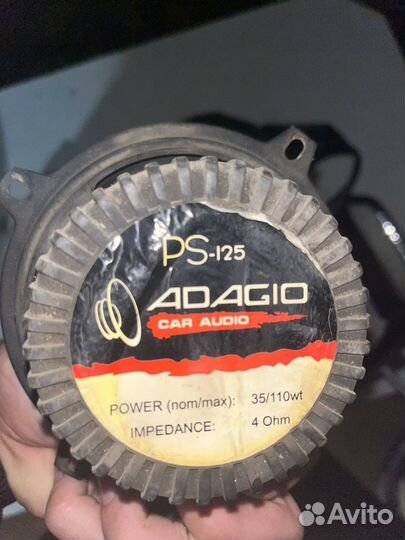 PS-125
ADAGIO
CAR AUDIO
POWER (nom/max): 35/110wt
IMPEDANCE: 4 Ohm
Avito